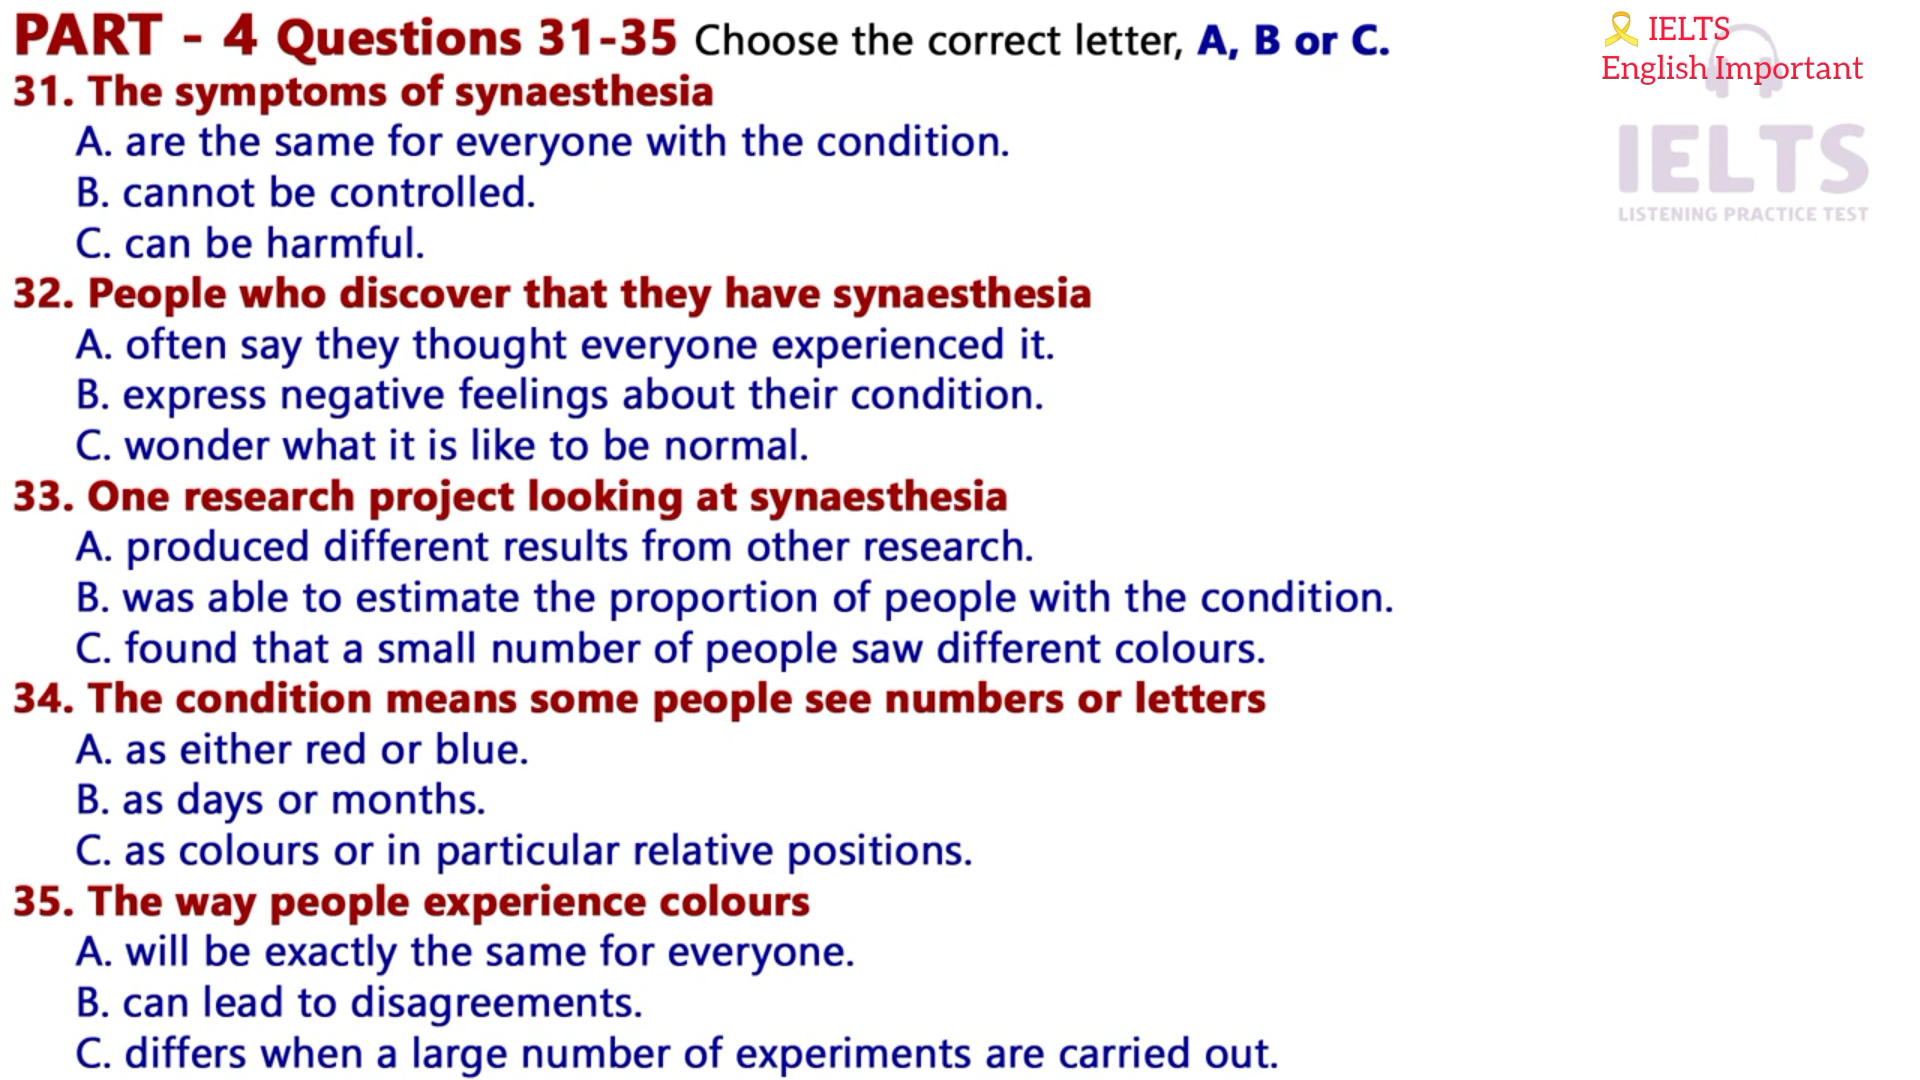 PART - 4 Questions 31-35 Choose the correct letter, A, B or C.
🎗 IELTS
English Important
IELTS
LISTENING PRACTICE TEST
31. The symptoms of synaesthesia
A. are the same for everyone with the condition.
B. cannot be controlled.
C. can be harmful.
32. People who discover that they have synaesthesia
A. often say they thought everyone experienced it.
B. express negative feelings about their condition.
C. wonder what it is like to be normal.
33. One research project looking at synaesthesia
A. produced different results from other research.
B. was able to estimate the proportion of people with the condition.
C. found that a small number of people saw different colours.
34. The condition means some people see numbers or letters
A. as either red or blue.
B. as days or months.
C. as colours or in particular relative positions.
35. The way people experience colours
A. will be exactly the same for everyone.
B. can lead to disagreements.
C. differs when a large number of experiments are carried out.